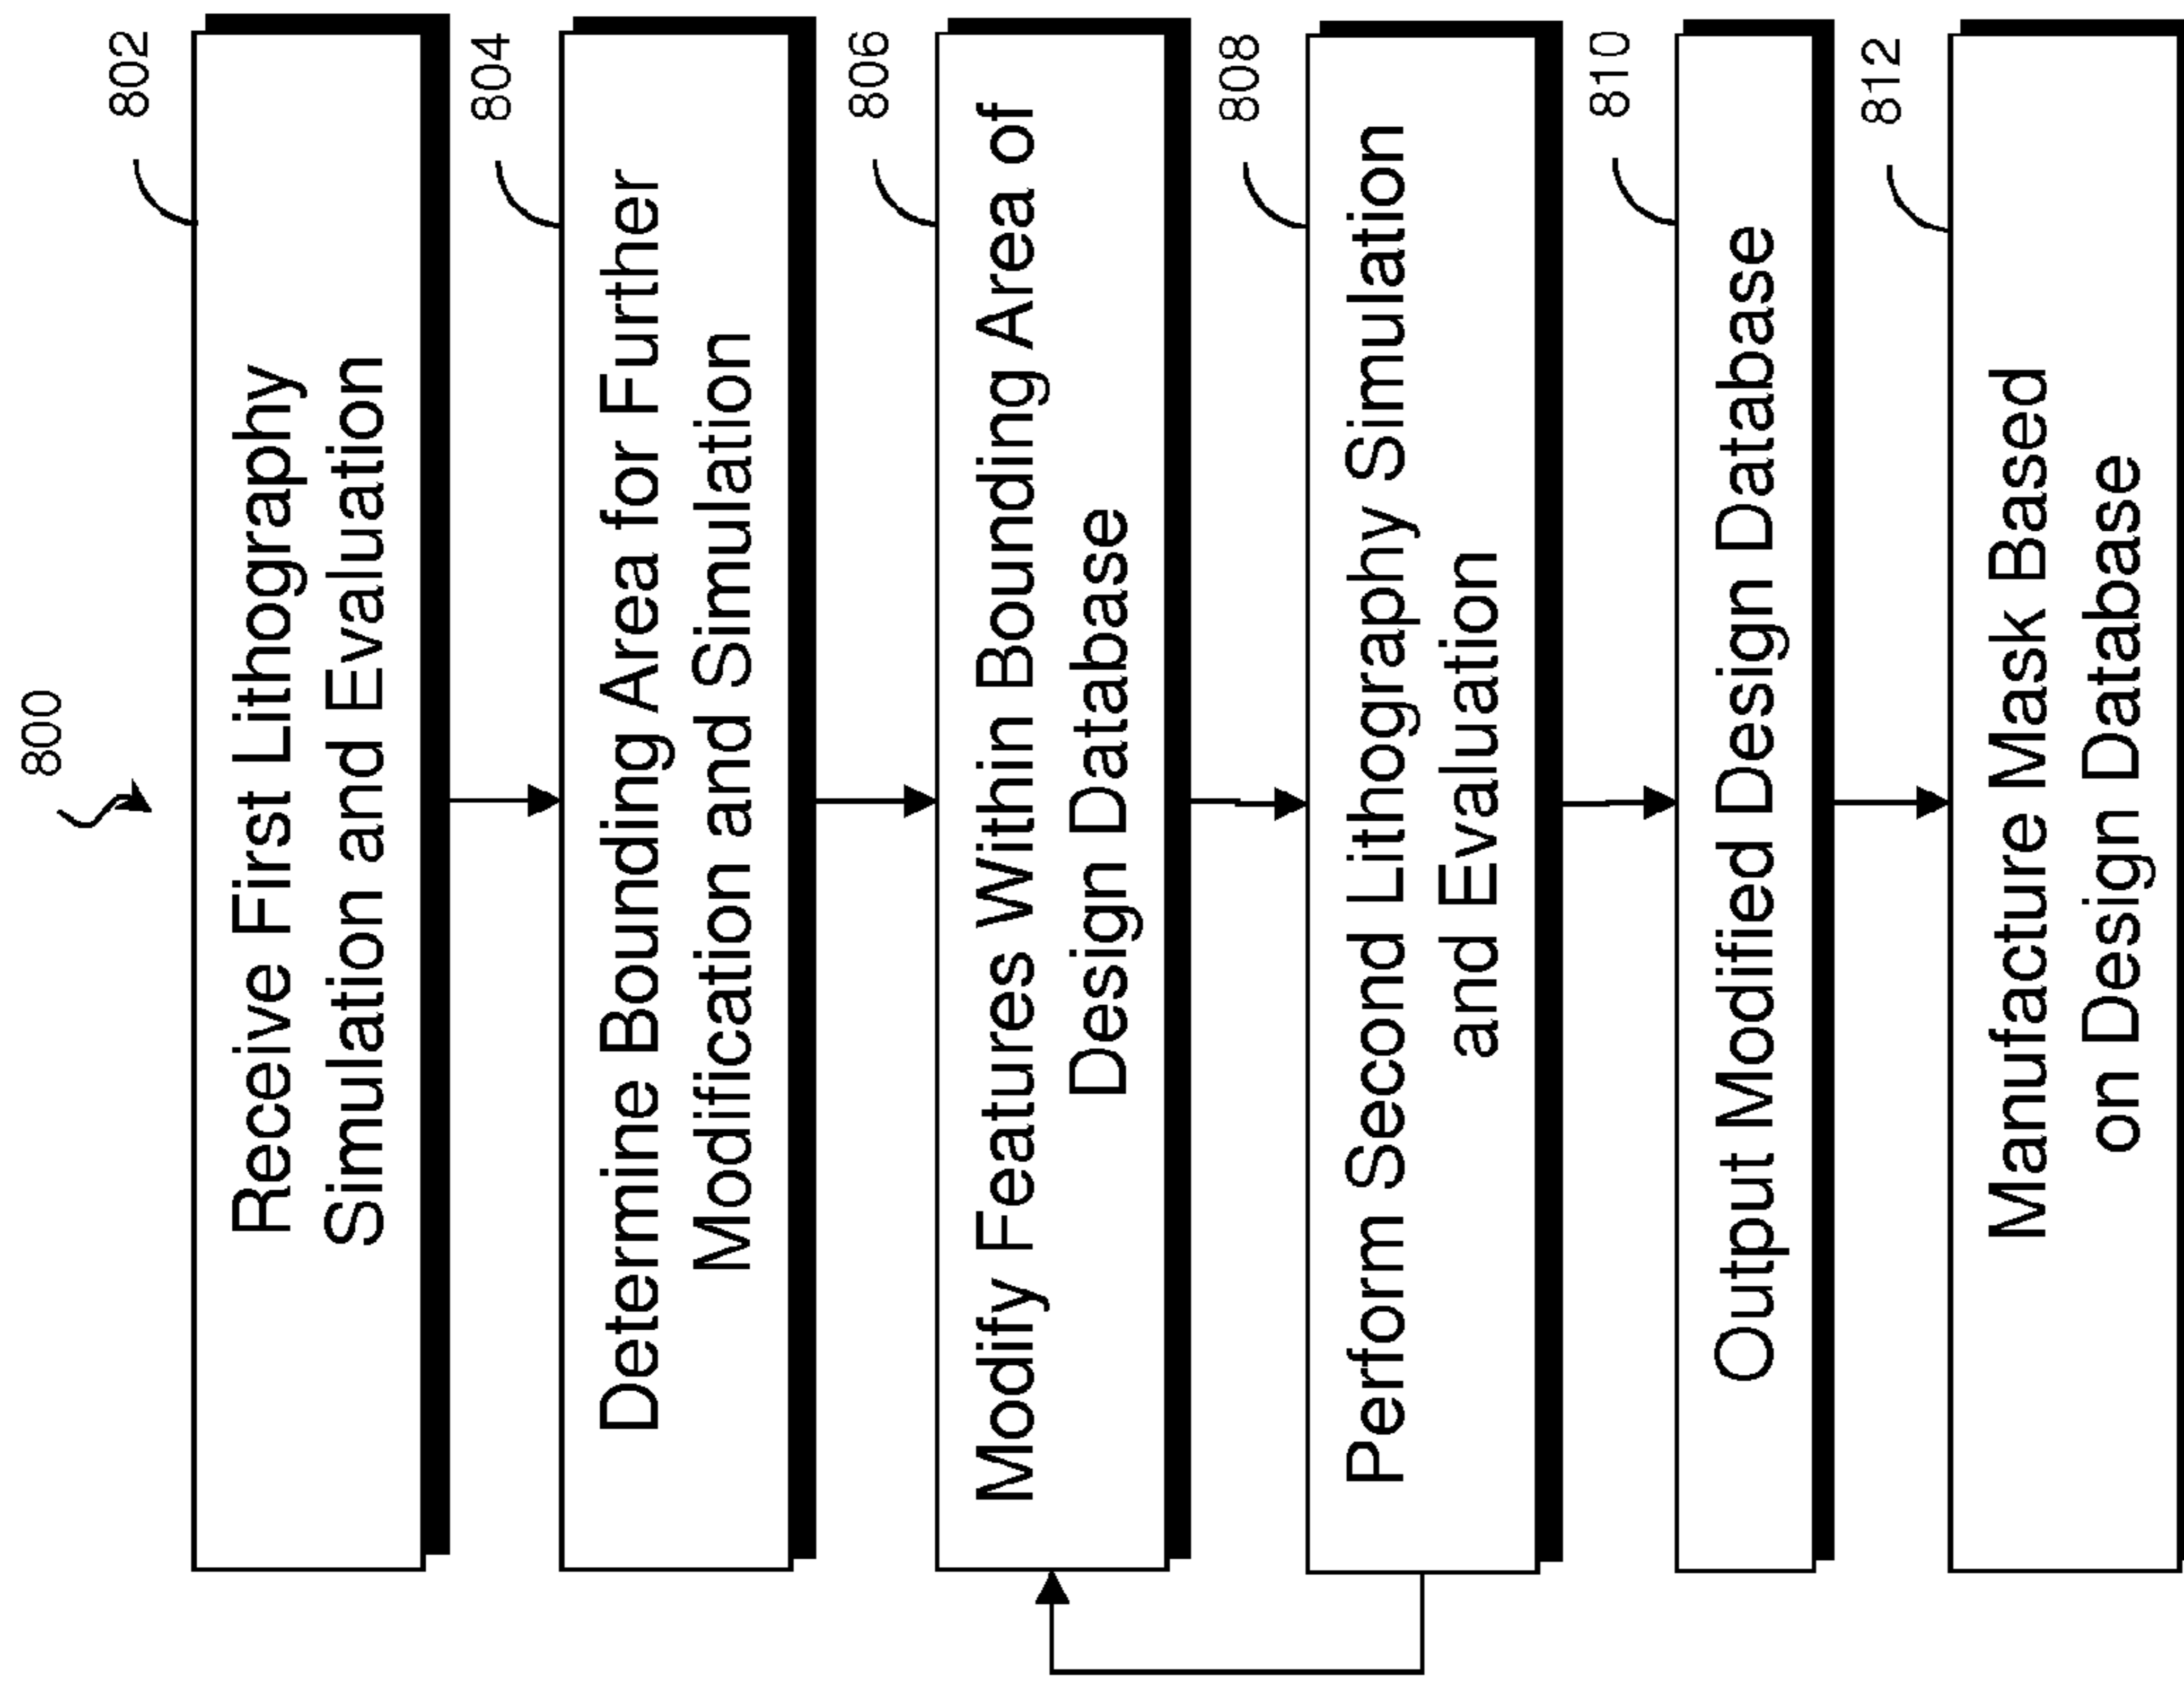 800
802
Receive First Lithography
Simulation and Evaluation
804
Determine Bounding Area for Further
Modification and Simulation
806
Modify Features Within Bounding Area of
Design Database
808
Perform Second Lithography Simulation
and Evaluation
810
Output Modified Design Database
812
Manufacture Mask Based
on Design Database